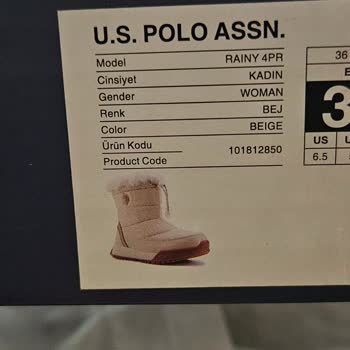 U.S. POLO ASSN.
Model RAINY 4PR
Cinsiyet KADIN
Gender WOMAN
Renk BEJ
Color BEIGE
Ürün Kodu
Product Code 101812850
36
3
US
6.5